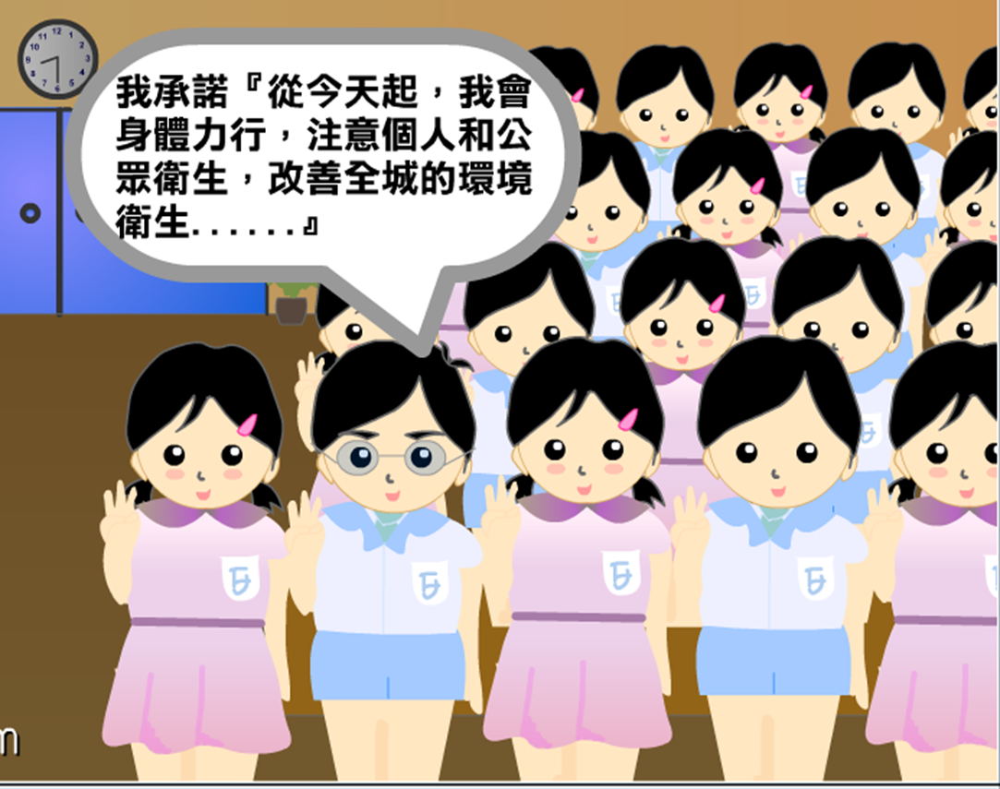 我承諾『從今天起，我會
身體力行，注意個人和公
眾衛生，改善全城的環境
衛生......』
m